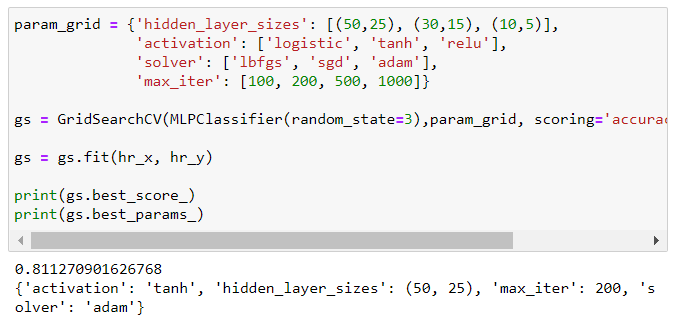 param_grid = {'hidden_layer_sizes': [(50,25), (30,15), (10,5)],
'activation': ['logistic', 'tanh', 'relu'],
'solver': ['lbfgs', 'sgd', 'adam'],
'max_iter': [100, 200, 500, 1000]}
gs = GridSearchCV(MLPClassifier(random_state=3),param_grid, scoring='accurac
gs = gs.fit(hr_x, hr_y)
print(gs.best_score_)
print(gs.best_params_)
0.811270901626768
{'activation': 'tanh', 'hidden_layer_sizes': (50, 25), 'max_iter': 200, 's
olver': 'adam'}